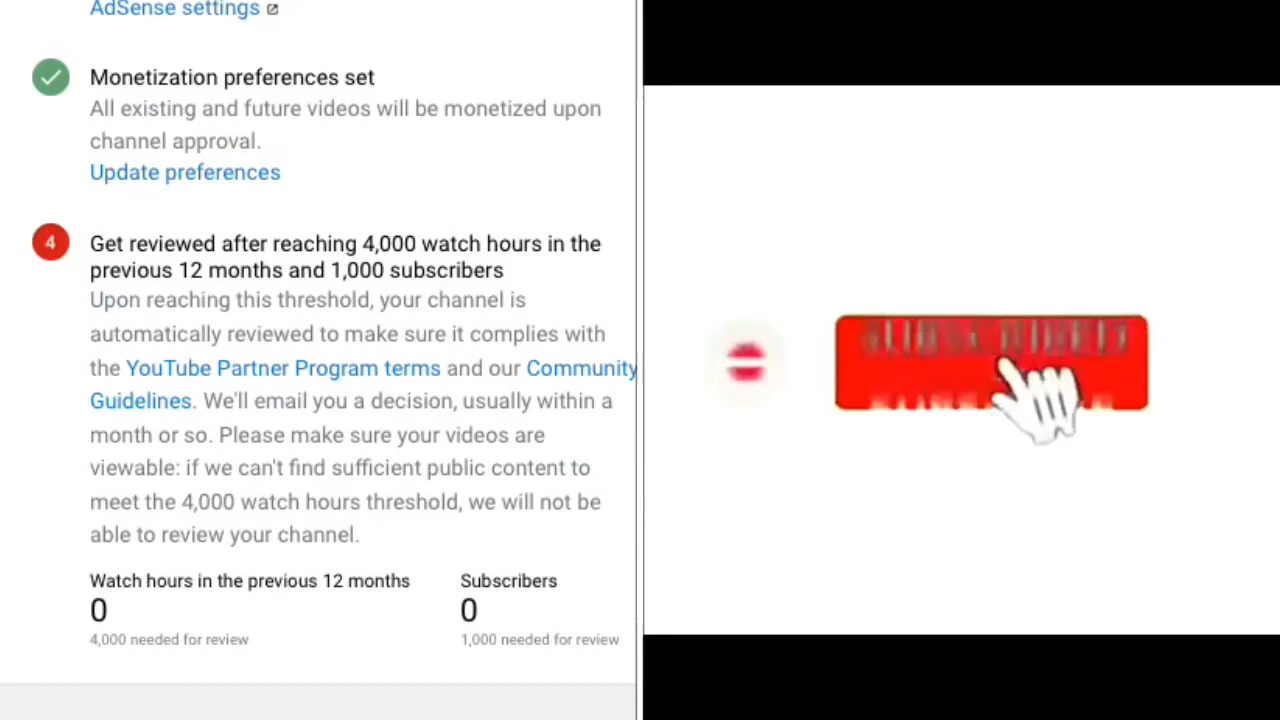 AdSense settings
Monetization preferences set
All existing and future videos will be monetized upon
channel approval.
Update preferences
4
Get reviewed after reaching 4,000 watch hours in the
previous 12 months and 1,000 subscribers
Upon reaching this threshold, your channel is
automatically reviewed to make sure it complies with
the YouTube Partner Program terms and our Community
Guidelines. We'll email you a decision, usually within a
month or so. Please make sure your videos are
viewable: if we can't find sufficient public content to
meet the 4,000 watch hours threshold, we will not be
able to review your channel.
Watch hours in the previous 12 months
0
4,000 needed for review
Subscribers
0
1,000 needed for review